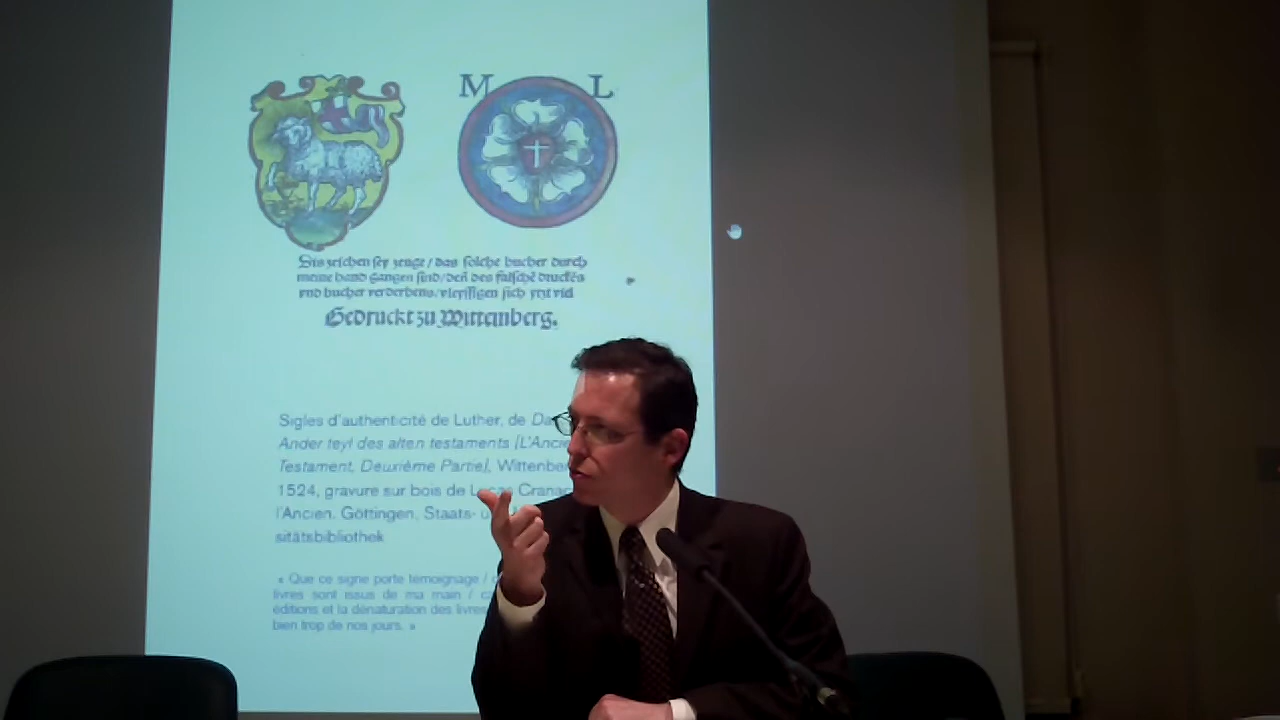 M L
Dis zeichen sey zeuge / das solche bucher durch
meine hand gangen sind / deñ des falschē druckēs
vnd bucher verderbens / vleyssigen sich ytzt viel
Gedruckt zu Wittemberg.
Sigles d'authenticité de Luther, de
Ander teyl des alten testaments
Testament, Deuxième Partie], Wittenbe
1524, gravure sur bois de Lucas Cranac
l'Ancien. Göttingen, Staats-
sitätsbibliothek
« Que ce signe porte témoignage /
livres sont issus de ma main /
éditions et la dénaturation des livres
bien trop de nos jours. »